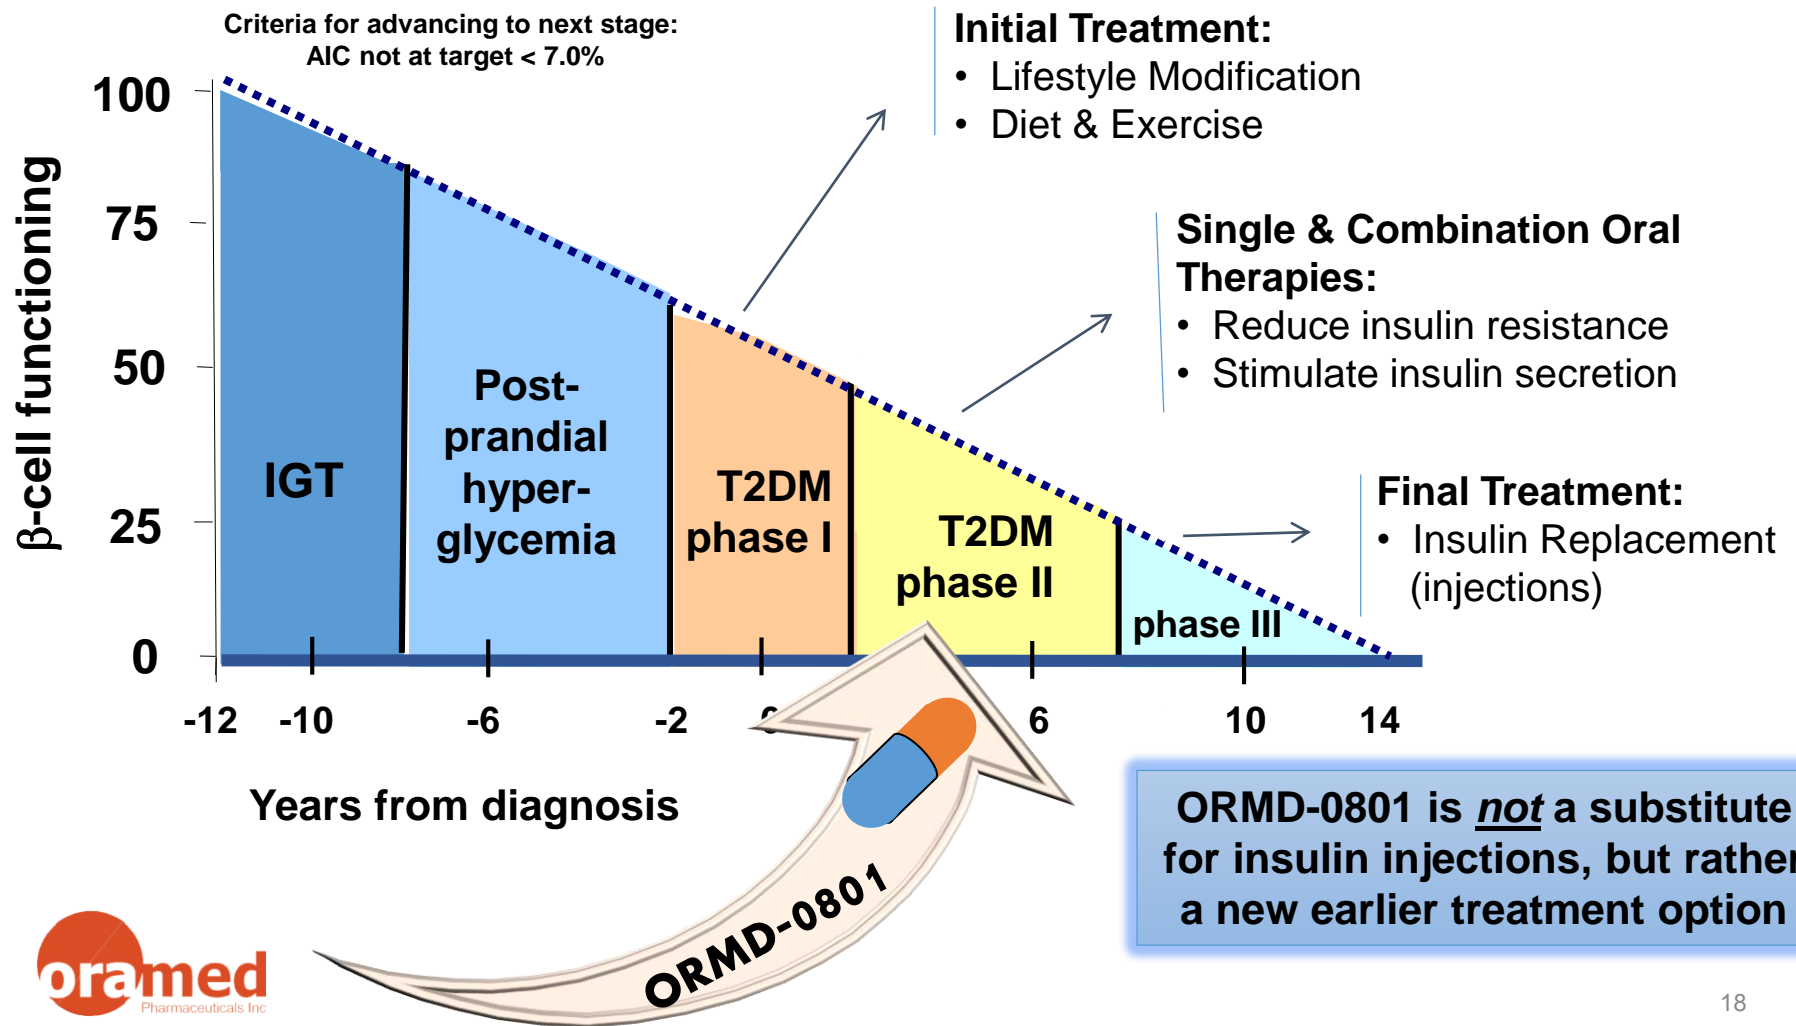 Criteria for advancing to next stage:
AIC not at target < 7.0%
Initial Treatment:
• Lifestyle Modification
• Diet & Exercise
Single & Combination Oral
Therapies:
• Reduce insulin resistance
• Stimulate insulin secretion
Final Treatment:
• Insulin Replacement
(injections)
β-cell functioning
100
75
50
25
0
IGT
Post-
prandial
hyper-
glycemia
T2DM
phase I
T2DM
phase II
phase III
-12 -10 -6 -2 6 10 14
Years from diagnosis
ORMD-0801
ORMD-0801 is not a substitute
for insulin injections, but rather
a new earlier treatment option
oramed
Pharmaceuticals Inc
18